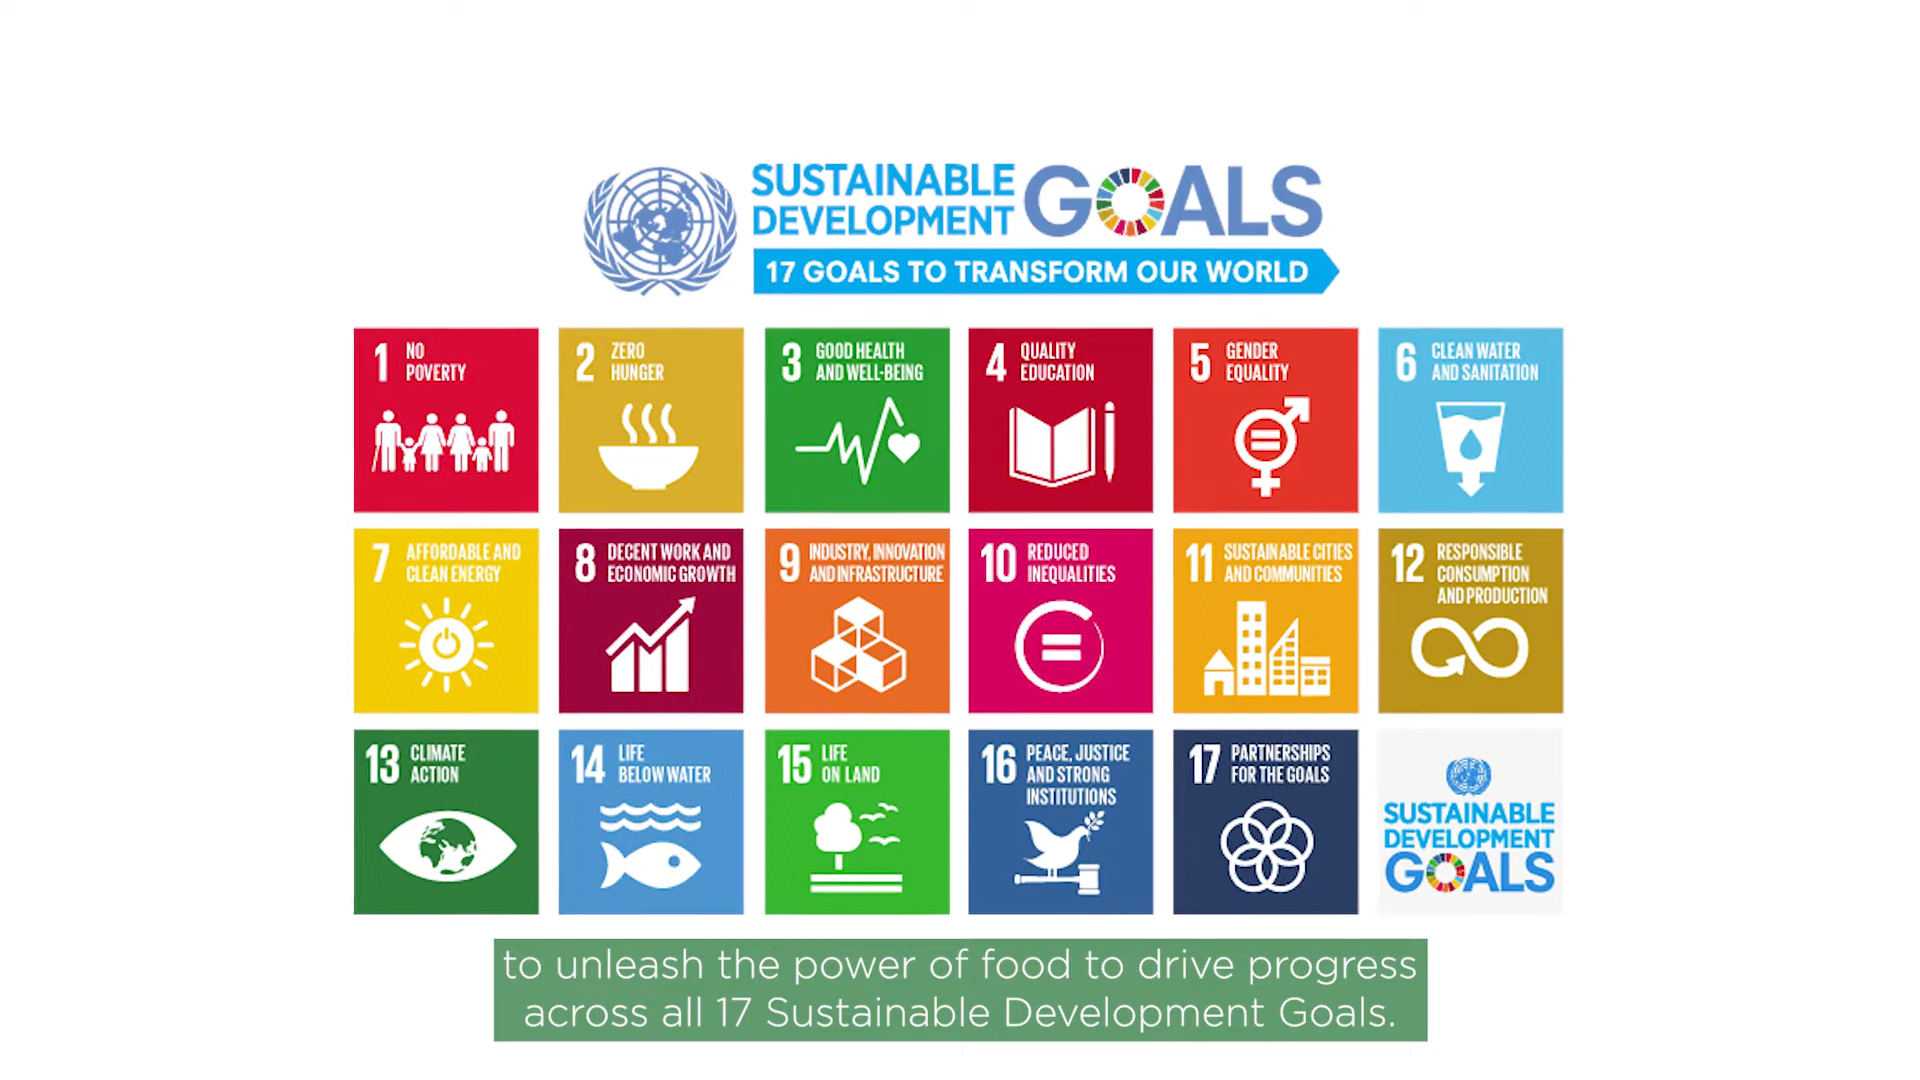 SUSTAINABLE
DEVELOPMENT
GOALS
17 GOALS TO TRANSFORM OUR WORLD
1 NO
POVERTY
2 ZERO
HUNGER
3 GOOD HEALTH
AND WELL-BEING
4 QUALITY
EDUCATION
5 GENDER
EQUALITY
6 CLEAN WATER
AND SANITATION
7 AFFORDABLE AND
CLEAN ENERGY
8 DECENT WORK AND
ECONOMIC GROWTH
9 INDUSTRY, INNOVATION
AND INFRASTRUCTURE
10 REDUCED
INEQUALITIES
11 SUSTAINABLE CITIES
AND COMMUNITIES
12 RESPONSIBLE
CONSUMPTION
AND PRODUCTION
13 CLIMATE
ACTION
14 LIFE
BELOW WATER
15 LIFE
ON LAND
16 PEACE, JUSTICE
AND STRONG
INSTITUTIONS
17 PARTNERSHIPS
FOR THE GOALS
SUSTAINABLE
DEVELOPMENT
GOALS
to unleash the power of food to drive progress
across all 17 Sustainable Development Goals.